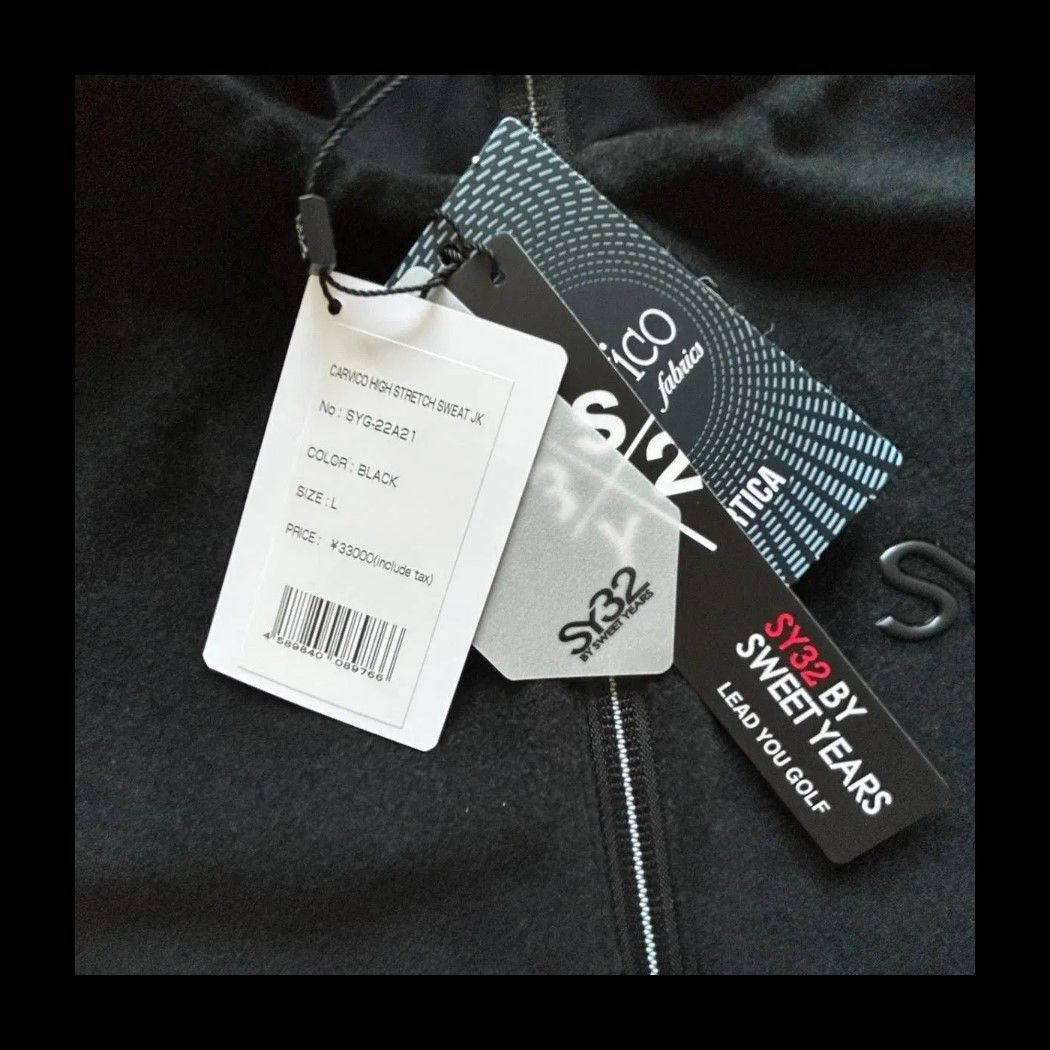 CARVICO HIGH STRETCH SWEAT JK
No : SYG-22A21
COLOR : BLACK
SIZE : L
PRICE : ¥33000(include tax)
4 589840 089766
SY32
BY SWEET YEARS
fabrics
SY32 BY
SWEET YEARS
LEAD YOU GOLF
S